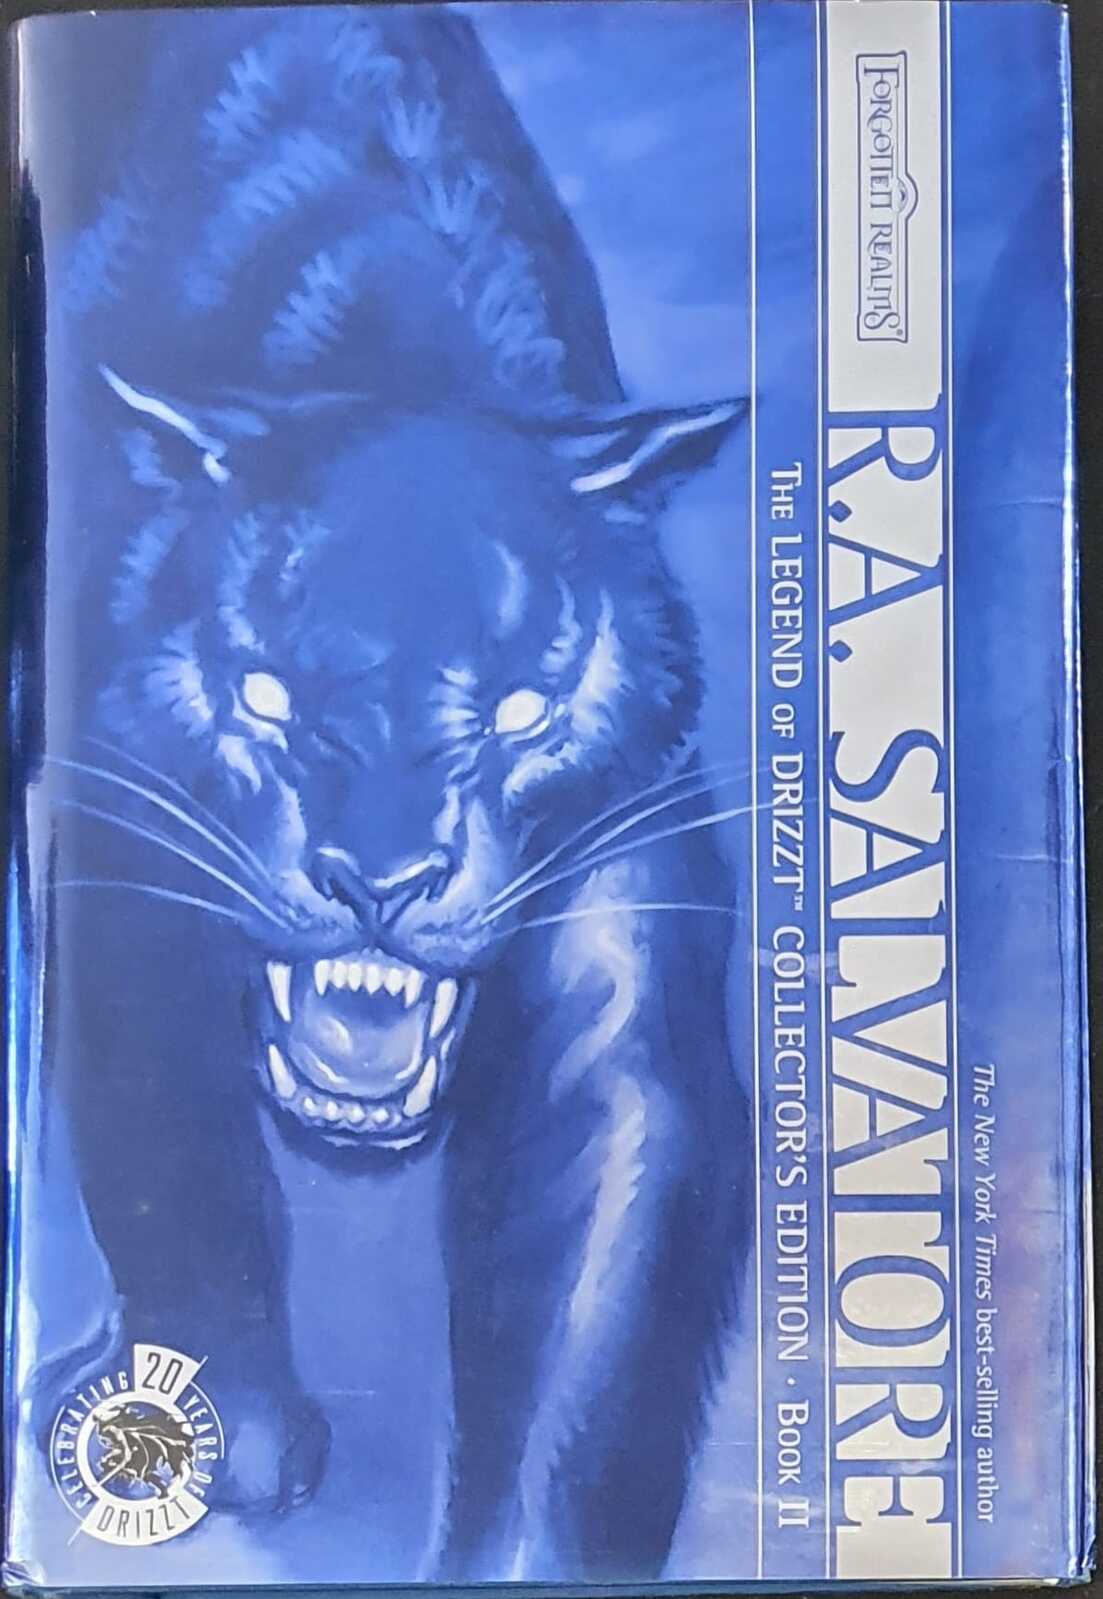 The New York Times best-selling author
FORGOTTEN REALMS®
R.A. SALVATORE
THE LEGEND OF DRIZZT™ COLLECTOR'S EDITION · BOOK II
CELEBRATING 20 YEARS OF DRIZZT